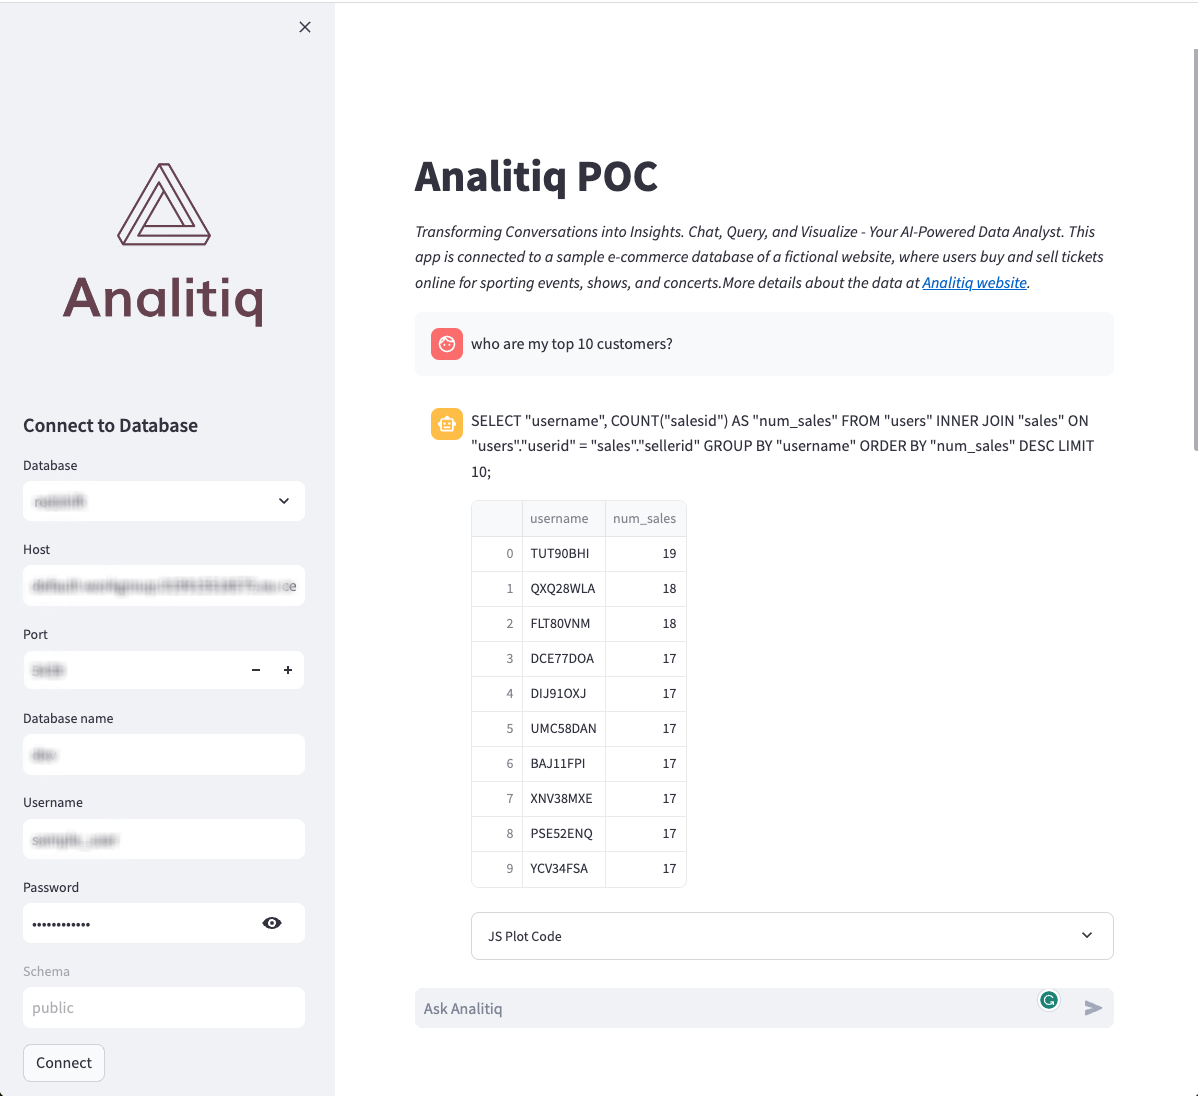 Analitiq
Connect to Database
Database
Host
ce
Port
Database name
Username
Password
••••••••••••
Schema
public
Connect
Analitiq POC
Transforming Conversations into Insights. Chat, Query, and Visualize - Your AI-Powered Data Analyst. This
app is connected to a sample e-commerce database of a fictional website, where users buy and sell tickets
online for sporting events, shows, and concerts.More details about the data at Analitiq website.
who are my top 10 customers?
SELECT "username", COUNT("salesid") AS "num_sales" FROM "users" INNER JOIN "sales" ON
"users"."userid" = "sales"."sellerid" GROUP BY "username" ORDER BY "num_sales" DESC LIMIT
10;
username num_sales
0 TUT90BHI 19
1 QXQ28WLA 18
2 FLT80VNM 18
3 DCE77DOA 17
4 DIJ91OXJ 17
5 UMC58DAN 17
6 BAJ11FPI 17
7 XNV38MXE 17
8 PSE52ENQ 17
9 YCV34FSA 17
JS Plot Code
Ask Analitiq